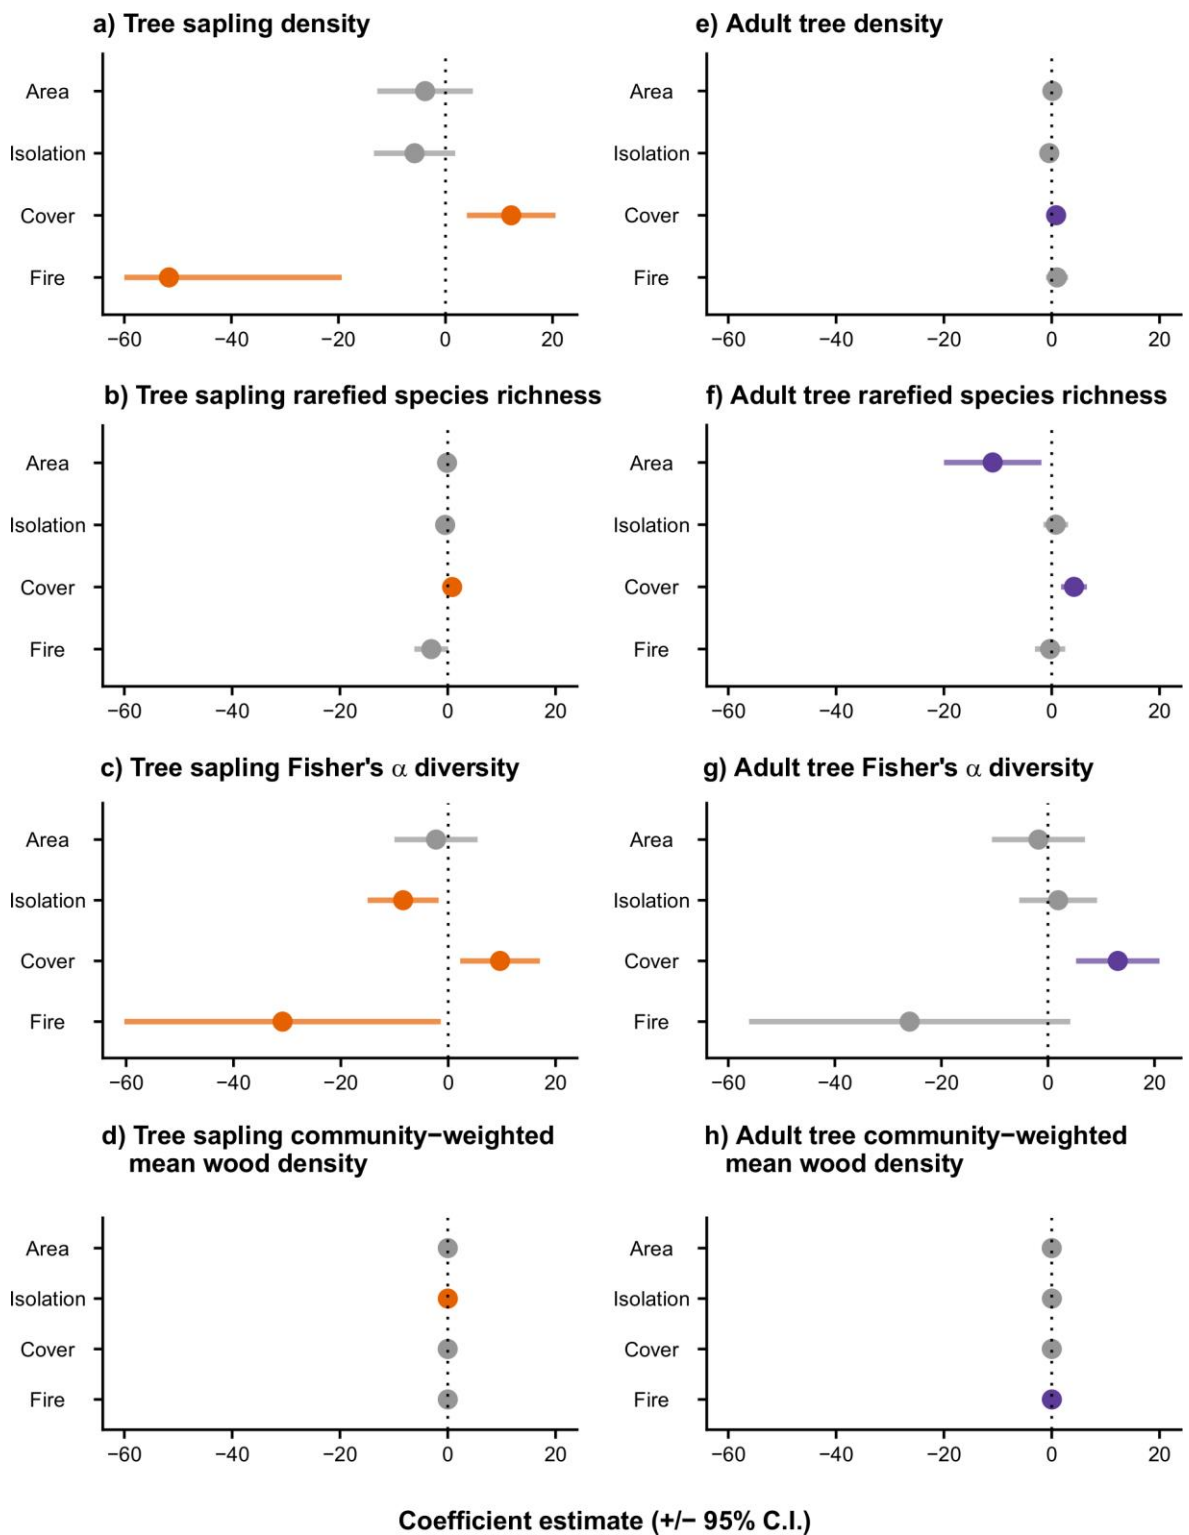 a) Tree sapling density
Area
Isolation
Cover
Fire
−60 −40 −20 0 20
b) Tree sapling rarefied species richness
Area
Isolation
Cover
Fire
−60 −40 −20 0 20
c) Tree sapling Fisher's α diversity
Area
Isolation
Cover
Fire
−60 −40 −20 0 20
d) Tree sapling community−weighted
mean wood density
Area
Isolation
Cover
Fire
−60 −40 −20 0 20
e) Adult tree density
Area
Isolation
Cover
Fire
−60 −40 −20 0 20
f) Adult tree rarefied species richness
Area
Isolation
Cover
Fire
−60 −40 −20 0 20
g) Adult tree Fisher's α diversity
Area
Isolation
Cover
Fire
−60 −40 −20 0 20
h) Adult tree community−weighted
mean wood density
Area
Isolation
Cover
Fire
−60 −40 −20 0 20
Coefficient estimate (+/− 95% C.I.)